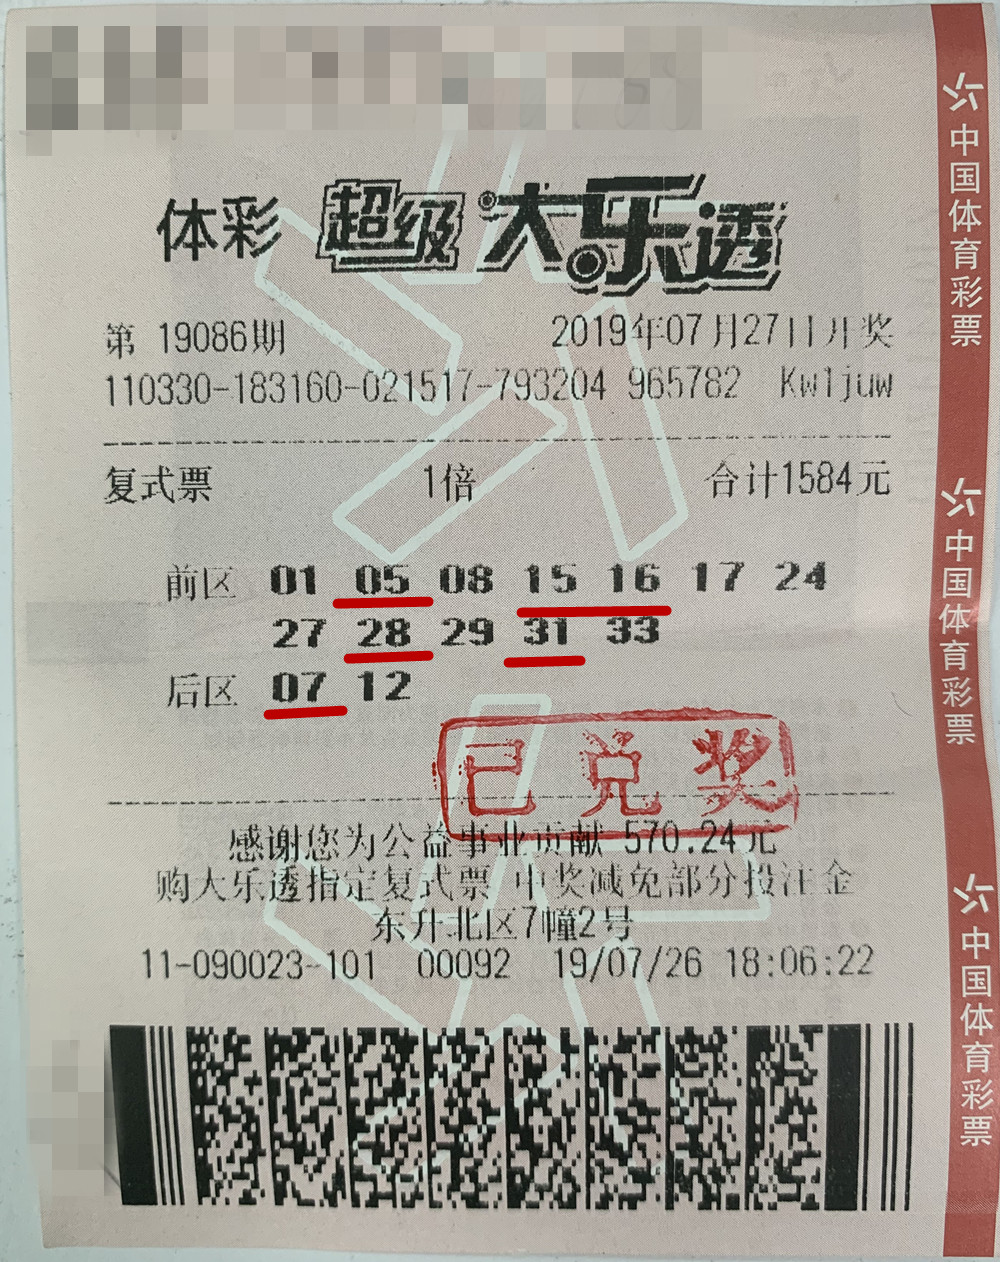 体彩 超级大乐透
第 19086期 2019年07月27日开奖
110330-183160-021517-793204 965782 Kw1juw
复式票 1倍 合计1584元
前区 01 05 08 15 16 17 24
27 28 29 31 33
后区 07 12
已兑奖
感谢您为公益事业贡献 570.24元
购大乐透指定复式票 中奖减免部分投注金
东升北区7幢2号
11-090023-101 00092 19/07/26 18:06:22
中国体育彩票
中国体育彩票
中国体育彩票